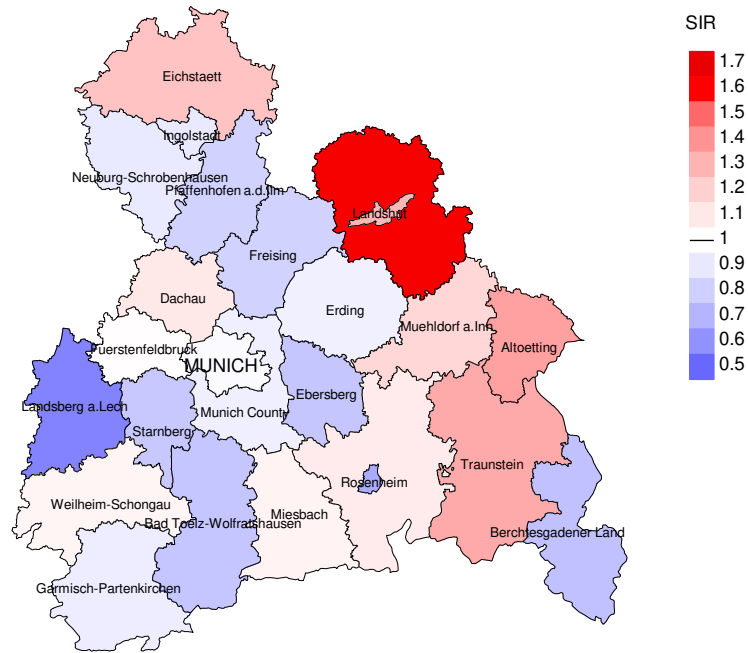 SIR
1.7
1.6
1.5
1.4
1.3
1.2
1.1
1
0.9
0.8
0.7
0.6
0.5
Eichstaett
Ingolstadt
Neuburg-Schrobenhausen
Pfaffenhofen a.d.Ilm
Landshut
Freising
Dachau
Erding
Muehldorf a.Inn
Altoetting
Fuerstenfeldbruck
MUNICH
Ebersberg
Landsberg a.Lech
Munich County
Starnberg
Traunstein
Rosenheim
Weilheim-Schongau
Miesbach
Bad Toelz-Wolfratshausen
Berchtesgadener Land
Garmisch-Partenkirchen